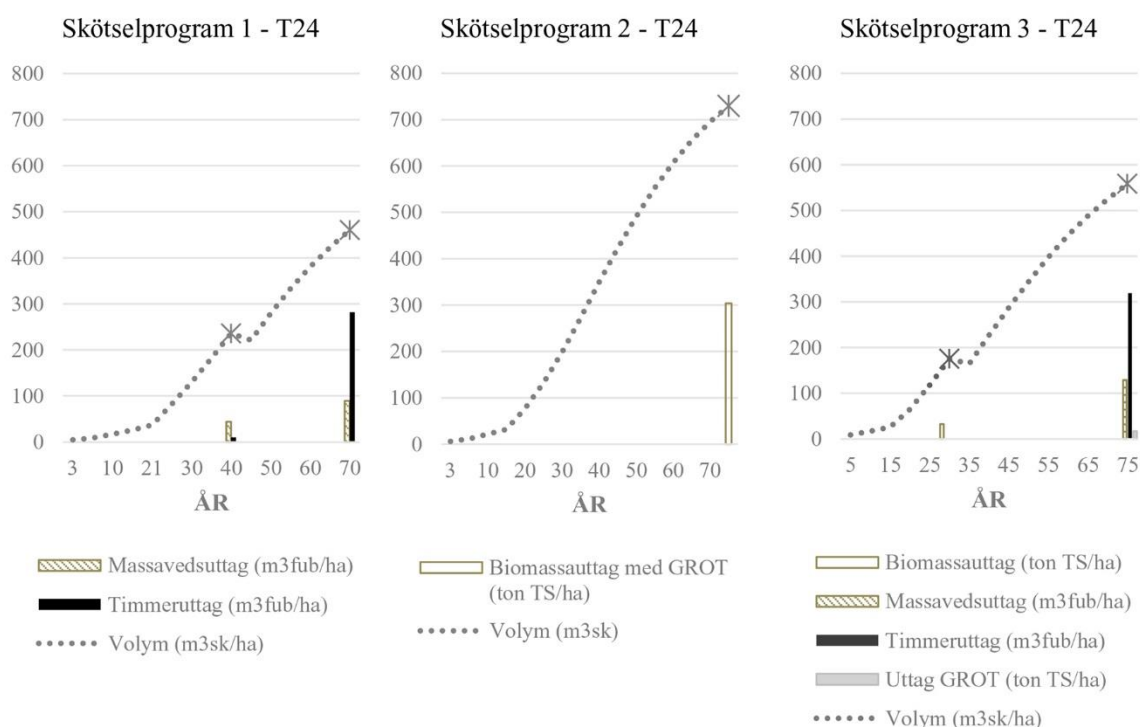 Skötselprogram 1 - T24
800
700
600
500
400
300
200
100
0
3 10 21 40 50 60 70
ÅR
Massavedsuttag (m3fub/ha)
Timmeruttag (m3fub/ha)
Volym (m3sk/ha)
Skötselprogram 2 - T24
800
700
600
500
400
300
200
100
0
3 10 20 30 40 50 60 70
ÅR
Biomassauttag med GROT
(ton TS/ha)
Volym (m3sk)
Skötselprogram 3 - T24
800
700
600
500
400
300
200
100
0
5 15 25 35 45 55 65 75
ÅR
Biomassauttag (ton TS/ha)
Massavedsuttag (m3fub/ha)
Timmeruttag (m3fub/ha)
Uttag GROT (ton TS/ha)
Volym (m3sk/ha)